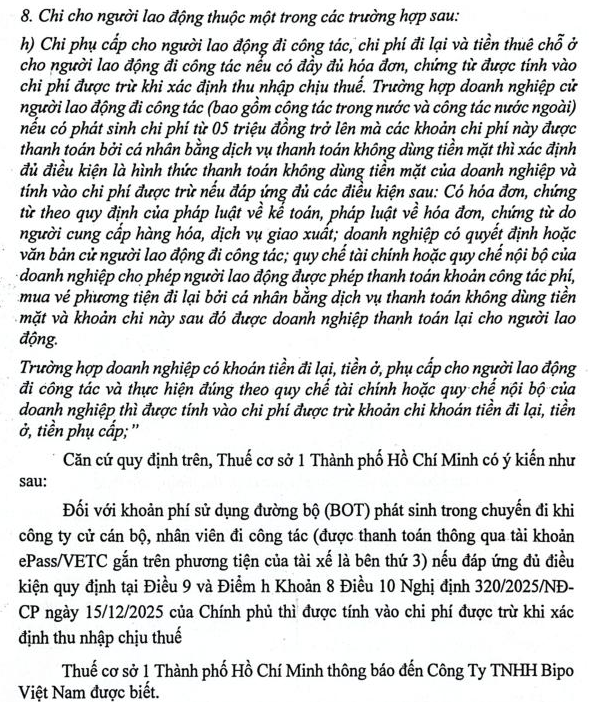 8. Chi cho người lao động thuộc một trong các trường hợp sau:
h) Chi phụ cấp cho người lao động đi công tác, chi phí đi lại và tiền thuê chỗ ở
cho người lao động đi công tác nếu có đầy đủ hóa đơn, chứng từ được tính vào
chi phí được trừ khi xác định thu nhập chịu thuế. Trường hợp doanh nghiệp cử
người lao động đi công tác (bao gồm công tác trong nước và công tác nước ngoài)
nếu có phát sinh chi phí từ 05 triệu đồng trở lên mà các khoản chi phí này được
thanh toán bởi cá nhân bằng dịch vụ thanh toán không dùng tiền mặt thì xác định
đủ điều kiện là hình thức thanh toán không dùng tiền mặt của doanh nghiệp và
tính vào chi phí được trừ nếu đáp ứng đủ các điều kiện sau: Có hóa đơn, chứng
từ theo quy định của pháp luật về kế toán, pháp luật về hóa đơn, chứng từ do
người cung cấp hàng hóa, dịch vụ giao xuất; doanh nghiệp có quyết định hoặc
văn bản cử người lao động đi công tác; quy chế tài chính hoặc quy chế nội bộ của
doanh nghiệp cho phép người lao động được phép thanh toán khoản công tác phí,
mua vé phương tiện đi lại bởi cá nhân bằng dịch vụ thanh toán không dùng tiền
mặt và khoản chi này sau đó được doanh nghiệp thanh toán lại cho người lao
động.
Trường hợp doanh nghiệp có khoán tiền đi lại, tiền ở, phụ cấp cho người lao động
đi công tác và thực hiện đúng theo quy chế tài chính hoặc quy chế nội bộ của
doanh nghiệp thì được tính vào chi phí được trừ khoản chi khoán tiền đi lại, tiền
ở, tiền phụ cấp;"
Căn cứ quy định trên, Thuế cơ sở 1 Thành phố Hồ Chí Minh có ý kiến như
sau:
Đối với khoản phí sử dụng đường bộ (BOT) phát sinh trong chuyến đi khi
công ty cử cán bộ, nhân viên đi công tác (được thanh toán thông qua tài khoản
ePass/VETC gắn trên phương tiện của tài xế là bên thứ 3) nếu đáp ứng đủ điều
kiện quy định tại Điều 9 và Điểm h Khoản 8 Điều 10 Nghị định 320/2025/NĐ-
CP ngày 15/12/2025 của Chính phủ thì được tính vào chi phí được trừ khi xác
định thu nhập chịu thuế
Thuế cơ sở 1 Thành phố Hồ Chí Minh thông báo đến Công Ty TNHH Bipo
Việt Nam được biết.